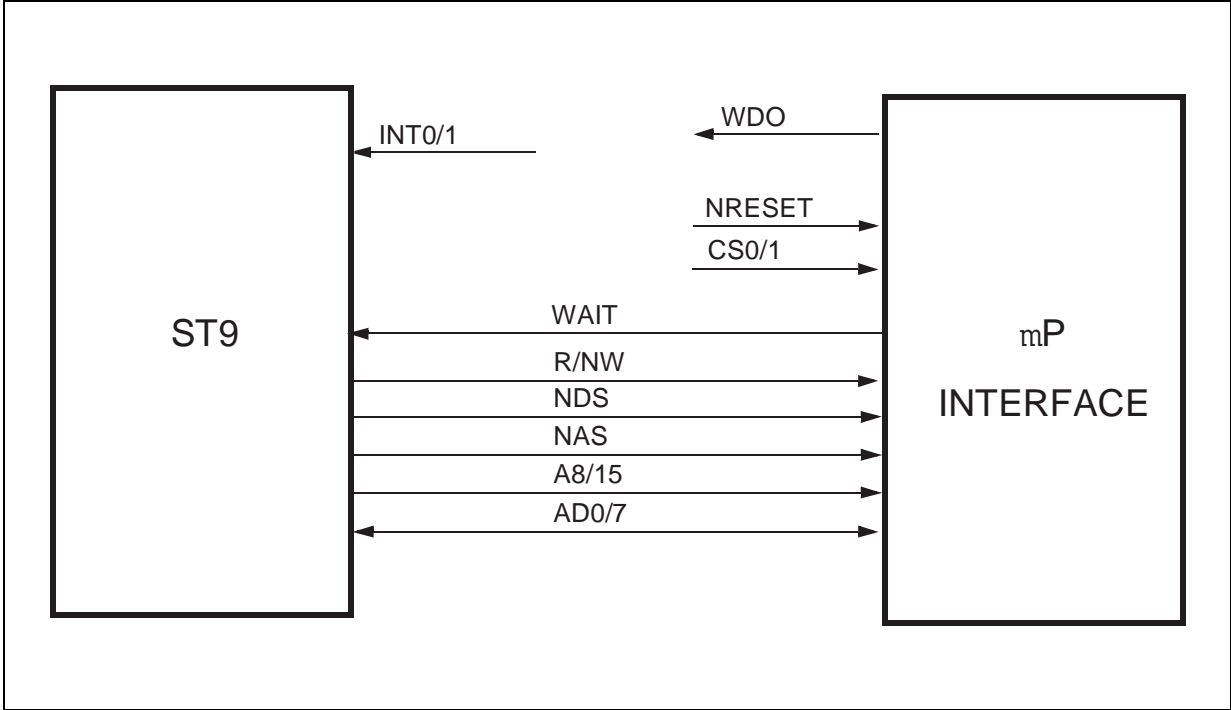 WDO
INT0/1
NRESET
CS0/1
WAIT
ST9
mP
R/NW
NDS
INTERFACE
NAS
A8/15
AD0/7